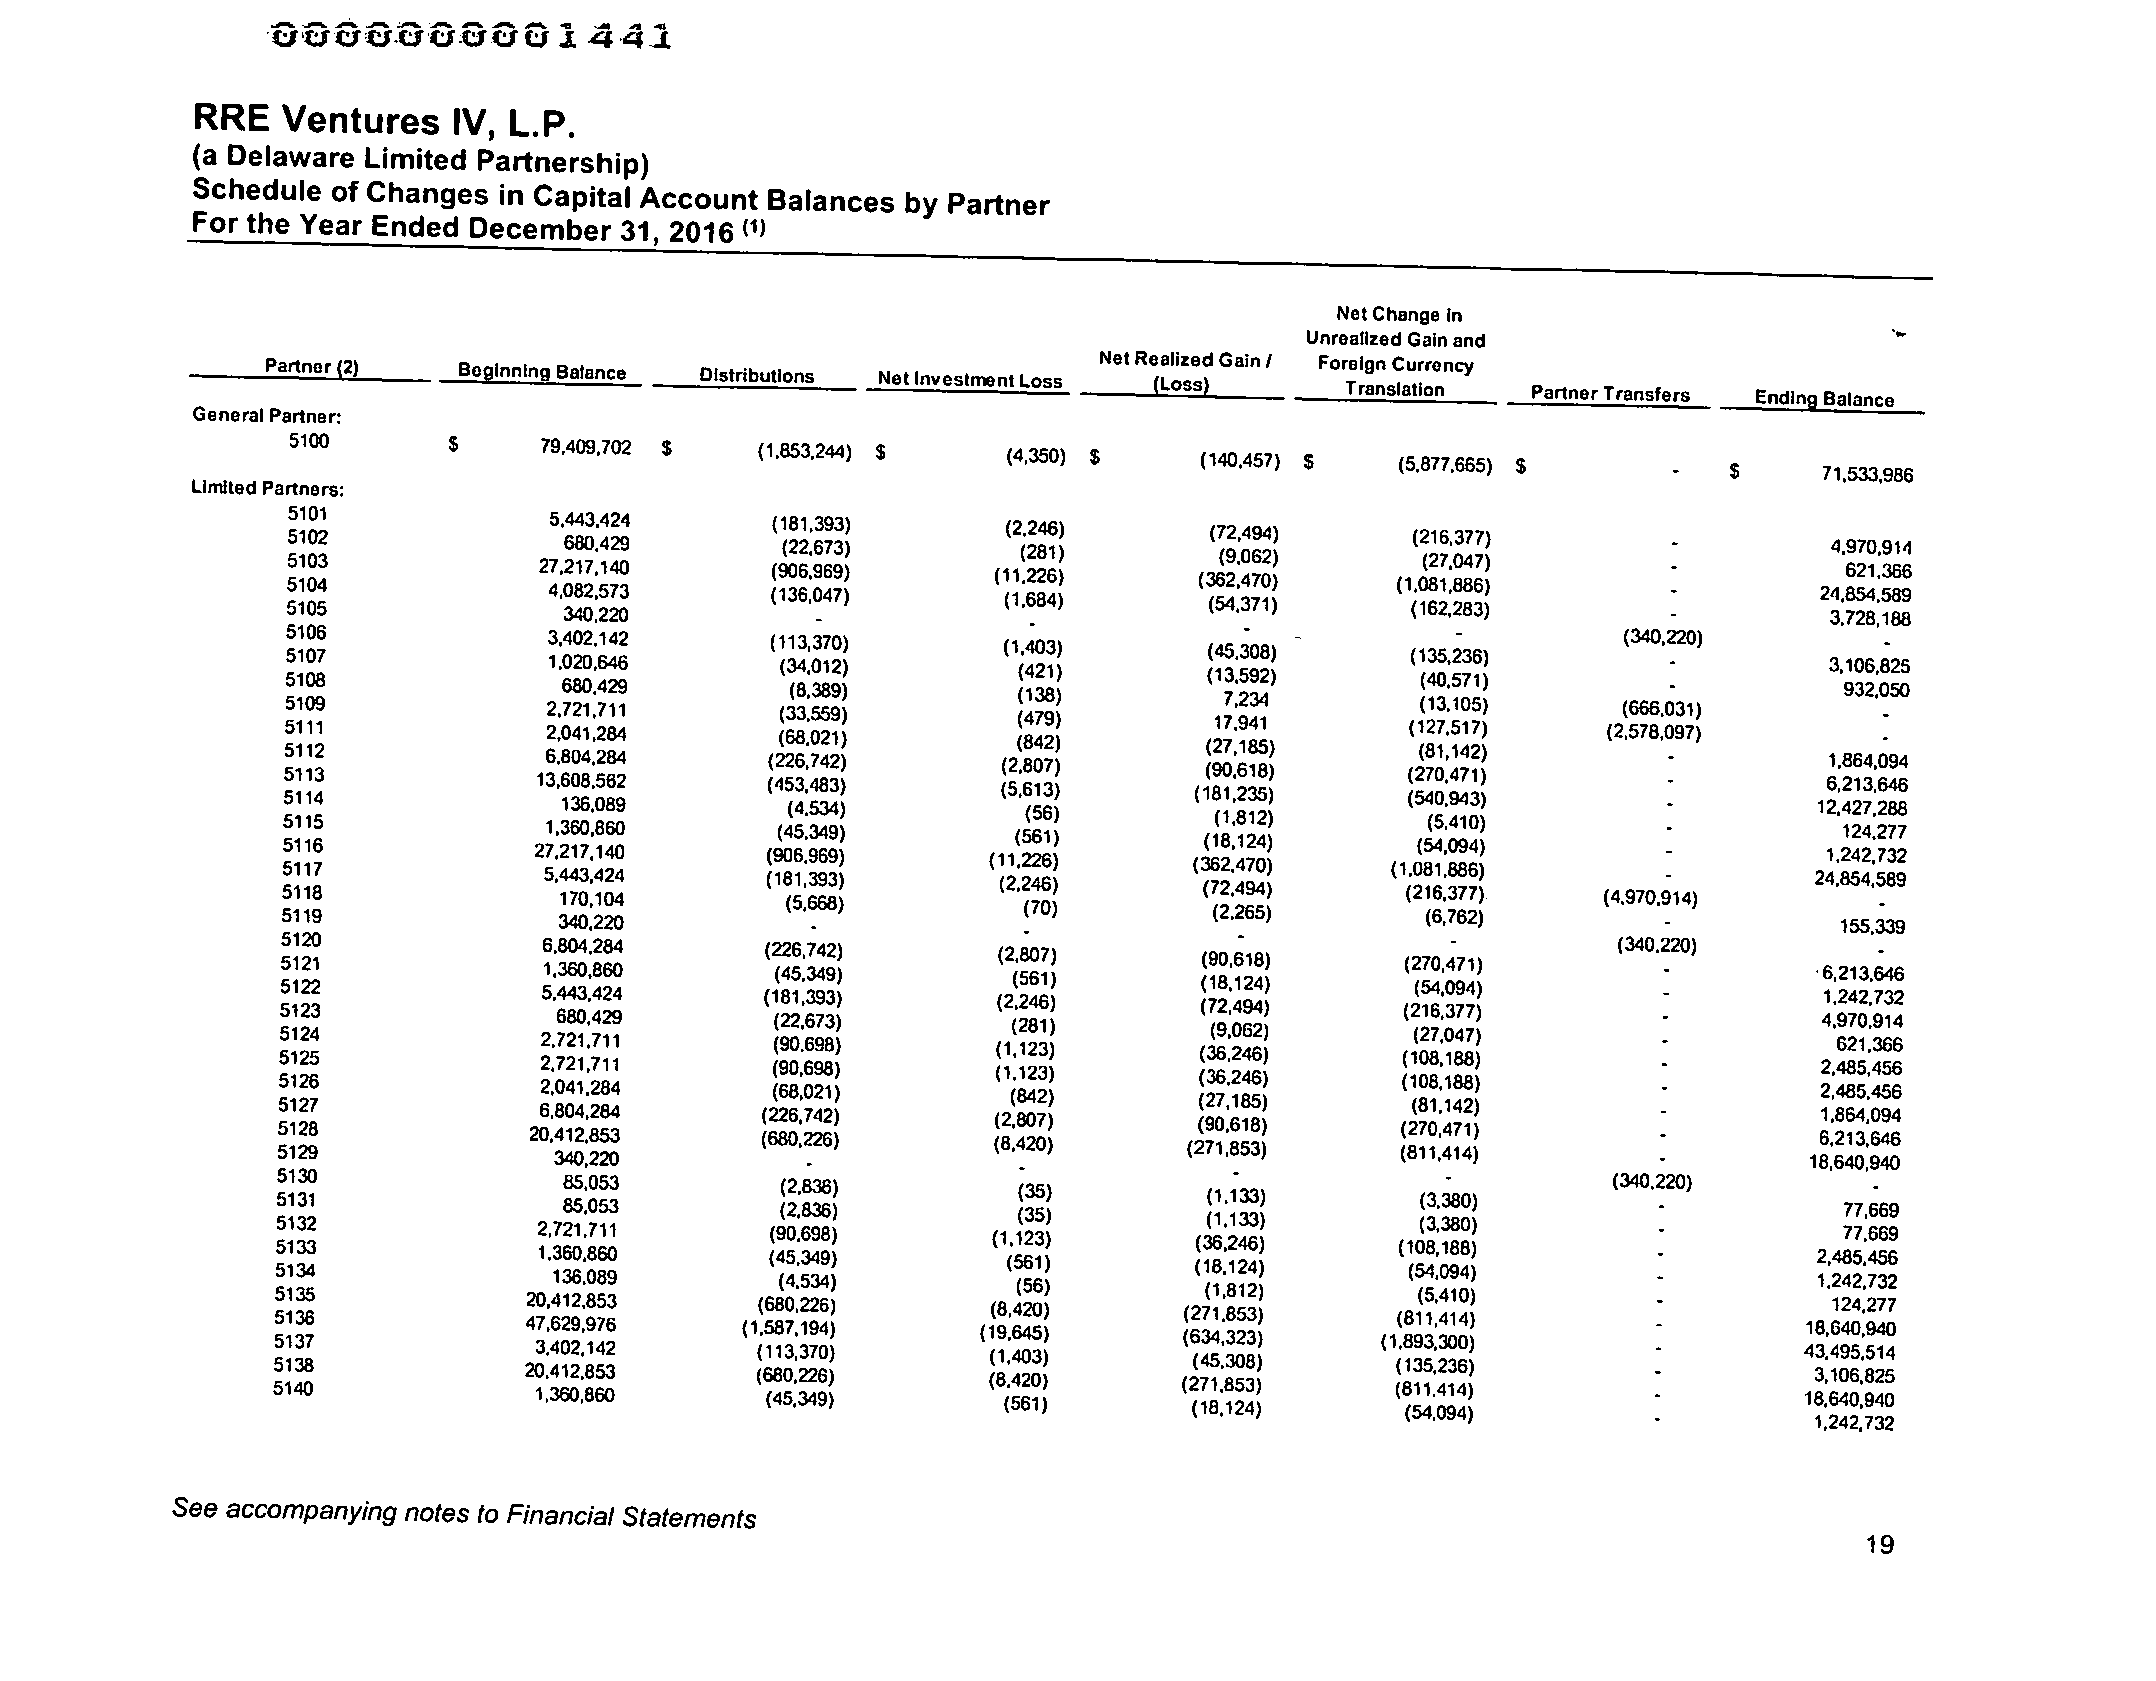 0000000001441
RRE Ventures IV, L.P.
(a Delaware Limited Partnership)
Schedule of Changes in Capital Account Balances by Partner
For the Year Ended December 31, 2016 (1)
Partner (2) Beginning Balance Distributions Net Investment Loss Net Realized Gain / (Loss) Net Change in Unrealized Gain and Foreign Currency Translation Partner Transfers Ending Balance
General Partner:
5100 $ 79,409,702 $ (1,853,244) $ (4,350) $ (140,457) $ (5,877,665) $ - $ 71,533,986
Limited Partners:
5101 5,443,424 (181,393) (2,246) (72,494) (216,377) - 4,970,914
5102 680,429 (22,673) (281) (9,062) (27,047) - 621,366
5103 27,217,140 (906,969) (11,226) (362,470) (1,081,886) - 24,854,589
5104 4,082,573 (136,047) (1,684) (54,371) (162,283) - 3,728,188
5105 340,220 - - - - (340,220) -
5106 3,402,142 (113,370) (1,403) (45,308) (135,236) - 3,106,825
5107 1,020,646 (34,012) (421) (13,592) (40,571) - 932,050
5108 680,429 (8,389) (138) 7,234 (13,105) (666,031) -
5109 2,721,711 (33,559) (479) 17,941 (127,517) (2,578,097) -
5111 2,041,284 (68,021) (842) (27,185) (81,142) - 1,864,094
5112 6,804,284 (226,742) (2,807) (90,618) (270,471) - 6,213,646
5113 13,608,562 (453,483) (5,613) (181,235) (540,943) - 12,427,288
5114 136,089 (4,534) (56) (1,812) (5,410) - 124,277
5115 1,360,860 (45,349) (561) (18,124) (54,094) - 1,242,732
5116 27,217,140 (906,969) (11,226) (362,470) (1,081,886) - 24,854,589
5117 5,443,424 (181,393) (2,246) (72,494) (216,377) (4,970,914) -
5118 170,104 (5,668) (70) (2,265) (6,762) - 155,339
5119 340,220 - - - - (340,220) -
5120 6,804,284 (226,742) (2,807) (90,618) (270,471) - 6,213,646
5121 1,360,860 (45,349) (561) (18,124) (54,094) - 1,242,732
5122 5,443,424 (181,393) (2,246) (72,494) (216,377) - 4,970,914
5123 680,429 (22,673) (281) (9,062) (27,047) - 621,366
5124 2,721,711 (90,698) (1,123) (36,246) (108,188) - 2,485,456
5125 2,721,711 (90,698) (1,123) (36,246) (108,188) - 2,485,456
5126 2,041,284 (68,021) (842) (27,185) (81,142) - 1,864,094
5127 6,804,284 (226,742) (2,807) (90,618) (270,471) - 6,213,646
5128 20,412,853 (680,226) (8,420) (271,853) (811,414) - 18,640,940
5129 340,220 - - - - (340,220) -
5130 85,053 (2,836) (35) (1,133) (3,380) - 77,669
5131 85,053 (2,836) (35) (1,133) (3,380) - 77,669
5132 2,721,711 (90,698) (1,123) (36,246) (108,188) - 2,485,456
5133 1,360,860 (45,349) (561) (18,124) (54,094) - 1,242,732
5134 136,089 (4,534) (56) (1,812) (5,410) - 124,277
5135 20,412,853 (680,226) (8,420) (271,853) (811,414) - 18,640,940
5136 47,629,976 (1,587,194) (19,645) (634,323) (1,893,300) - 43,495,514
5137 3,402,142 (113,370) (1,403) (45,308) (135,236) - 3,106,825
5138 20,412,853 (680,226) (8,420) (271,853) (811,414) - 18,640,940
5140 1,360,860 (45,349) (561) (18,124) (54,094) - 1,242,732
See accompanying notes to Financial Statements
19